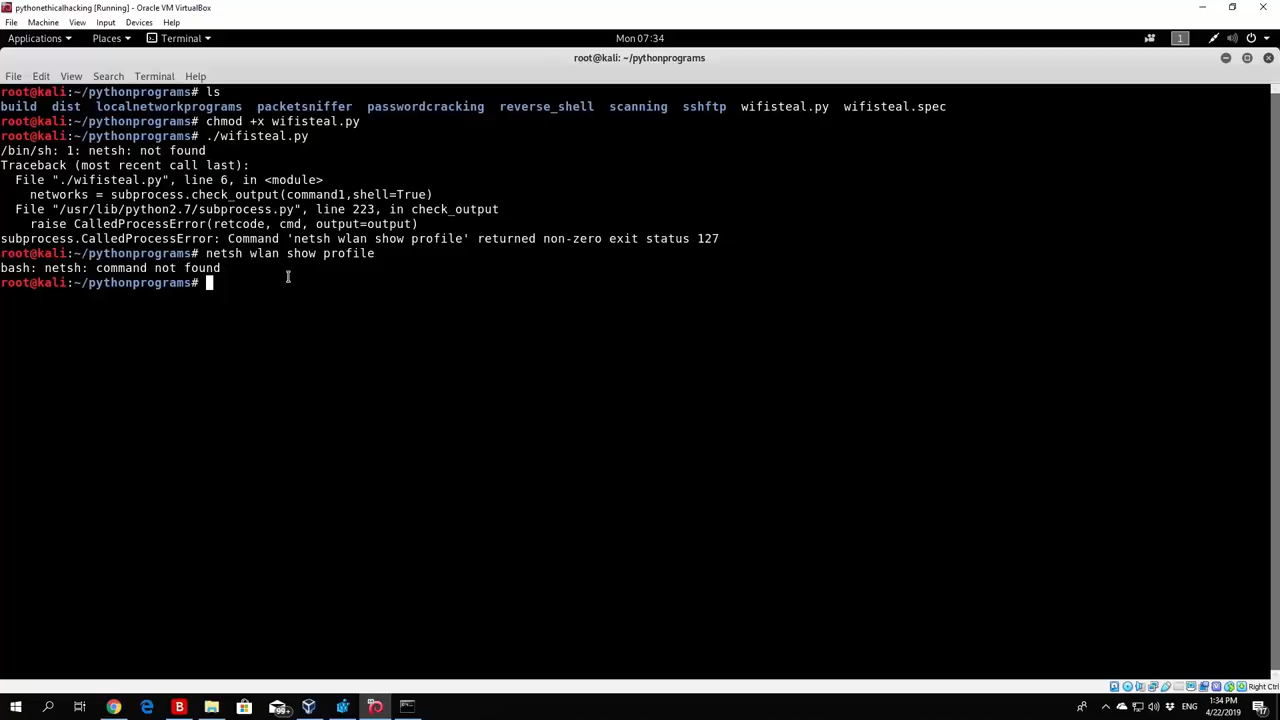 pythonethicalhacking [Running] - Oracle VM VirtualBox
File Machine View Input Devices Help
Applications Places Terminal Mon 07:34 1
root@kali: ~/pythonprograms
File Edit View Search Terminal Help
root@kali:~/pythonprograms# ls
build dist localnetworkprograms packetsniffer passwordcracking reverse_shell scanning sshftp wifisteal.py wifisteal.spec
root@kali:~/pythonprograms# chmod +x wifisteal.py
root@kali:~/pythonprograms# ./wifisteal.py
/bin/sh: 1: netsh: not found
Traceback (most recent call last):
  File "./wifisteal.py", line 6, in <module>
    networks = subprocess.check_output(command1,shell=True)
  File "/usr/lib/python2.7/subprocess.py", line 223, in check_output
    raise CalledProcessError(retcode, cmd, output=output)
subprocess.CalledProcessError: Command 'netsh wlan show profile' returned non-zero exit status 127
root@kali:~/pythonprograms# netsh wlan show profile
bash: netsh: command not found
root@kali:~/pythonprograms#
Right Ctrl
99+ B ENG 1:34 PM
4/22/2019 17